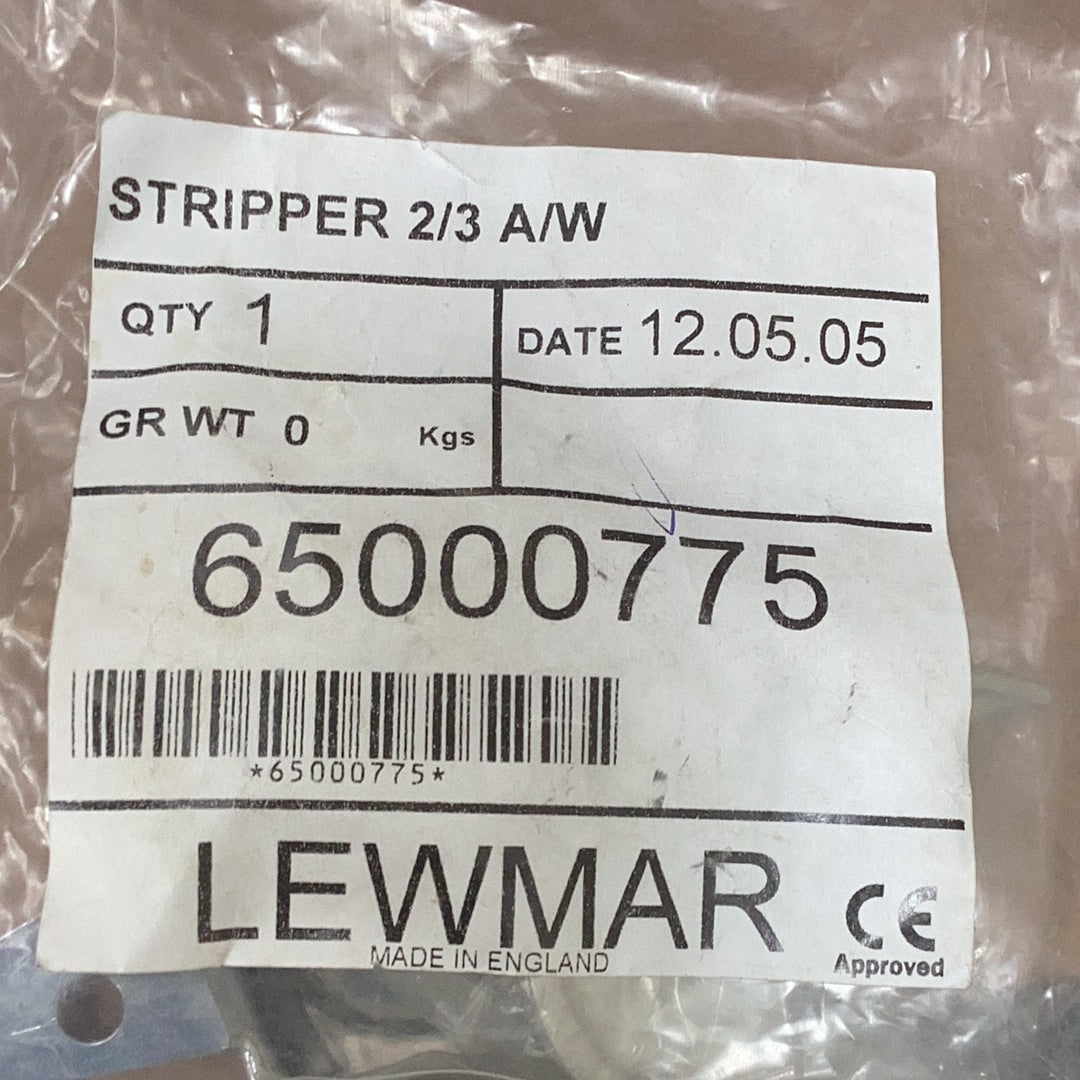 STRIPPER 2/3 A/W
QTY 1
DATE 12.05.05
GR WT 0 Kgs
65000775
*65000775*
LEWMAR
MADE IN ENGLAND
CE
Approved